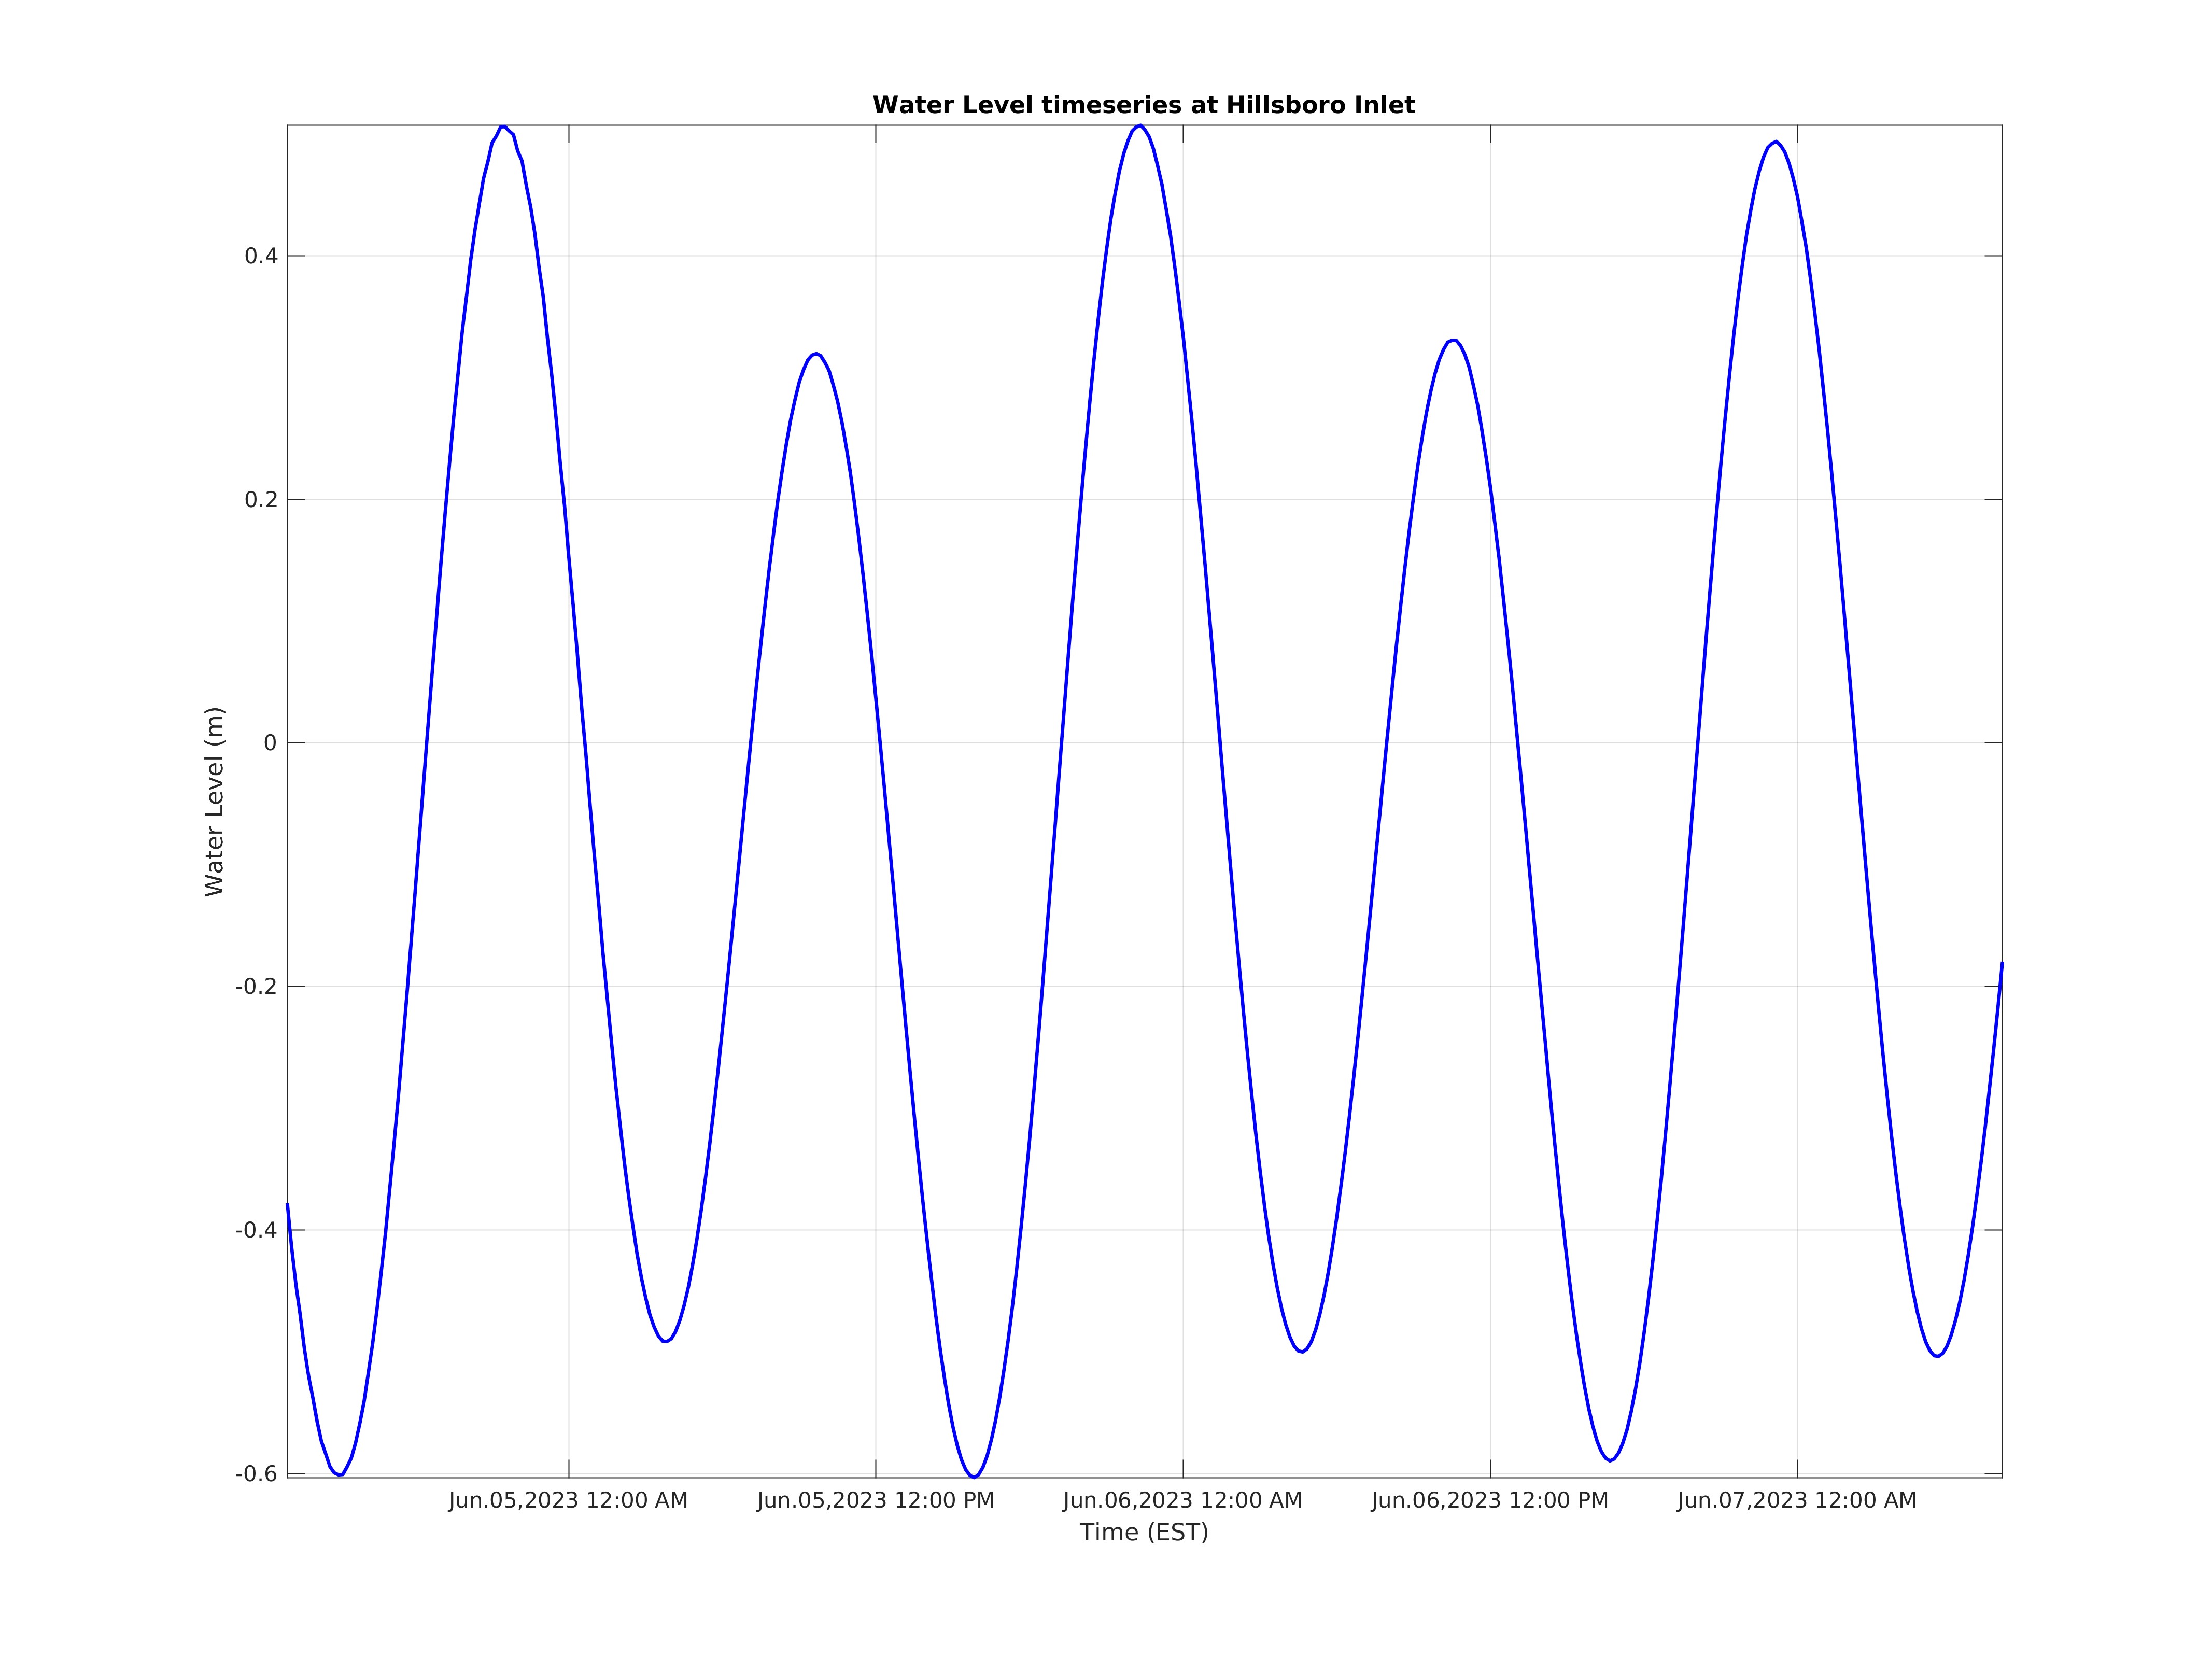 Water Level timeseries at Hillsboro Inlet
0.4
0.2
0
-0.2
-0.4
-0.6
Water Level (m)
Jun.05,2023 12:00 AM
Jun.05,2023 12:00 PM
Jun.06,2023 12:00 AM
Jun.06,2023 12:00 PM
Jun.07,2023 12:00 AM
Time (EST)